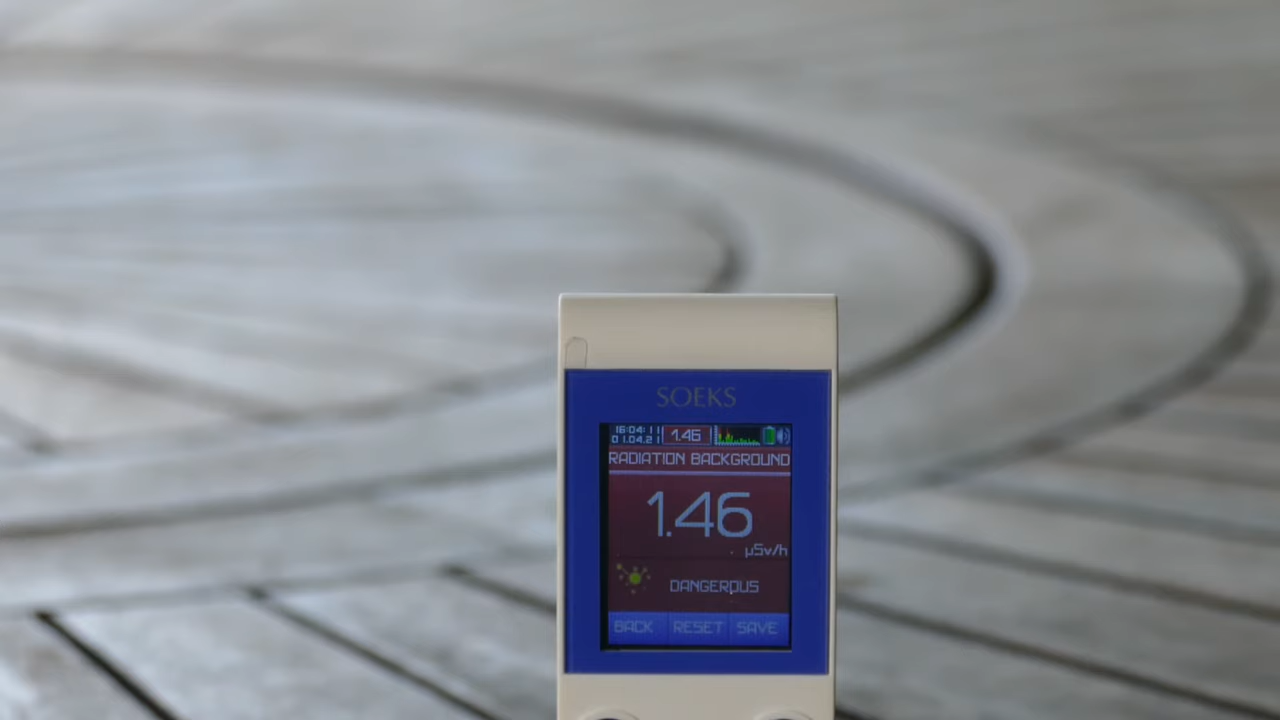 SOEKS
16:04:11 1.46
01.04.21
RADIATION BACKGROUND
1.46
µSv/h
DANGEROUS
BACK RESET SAVE